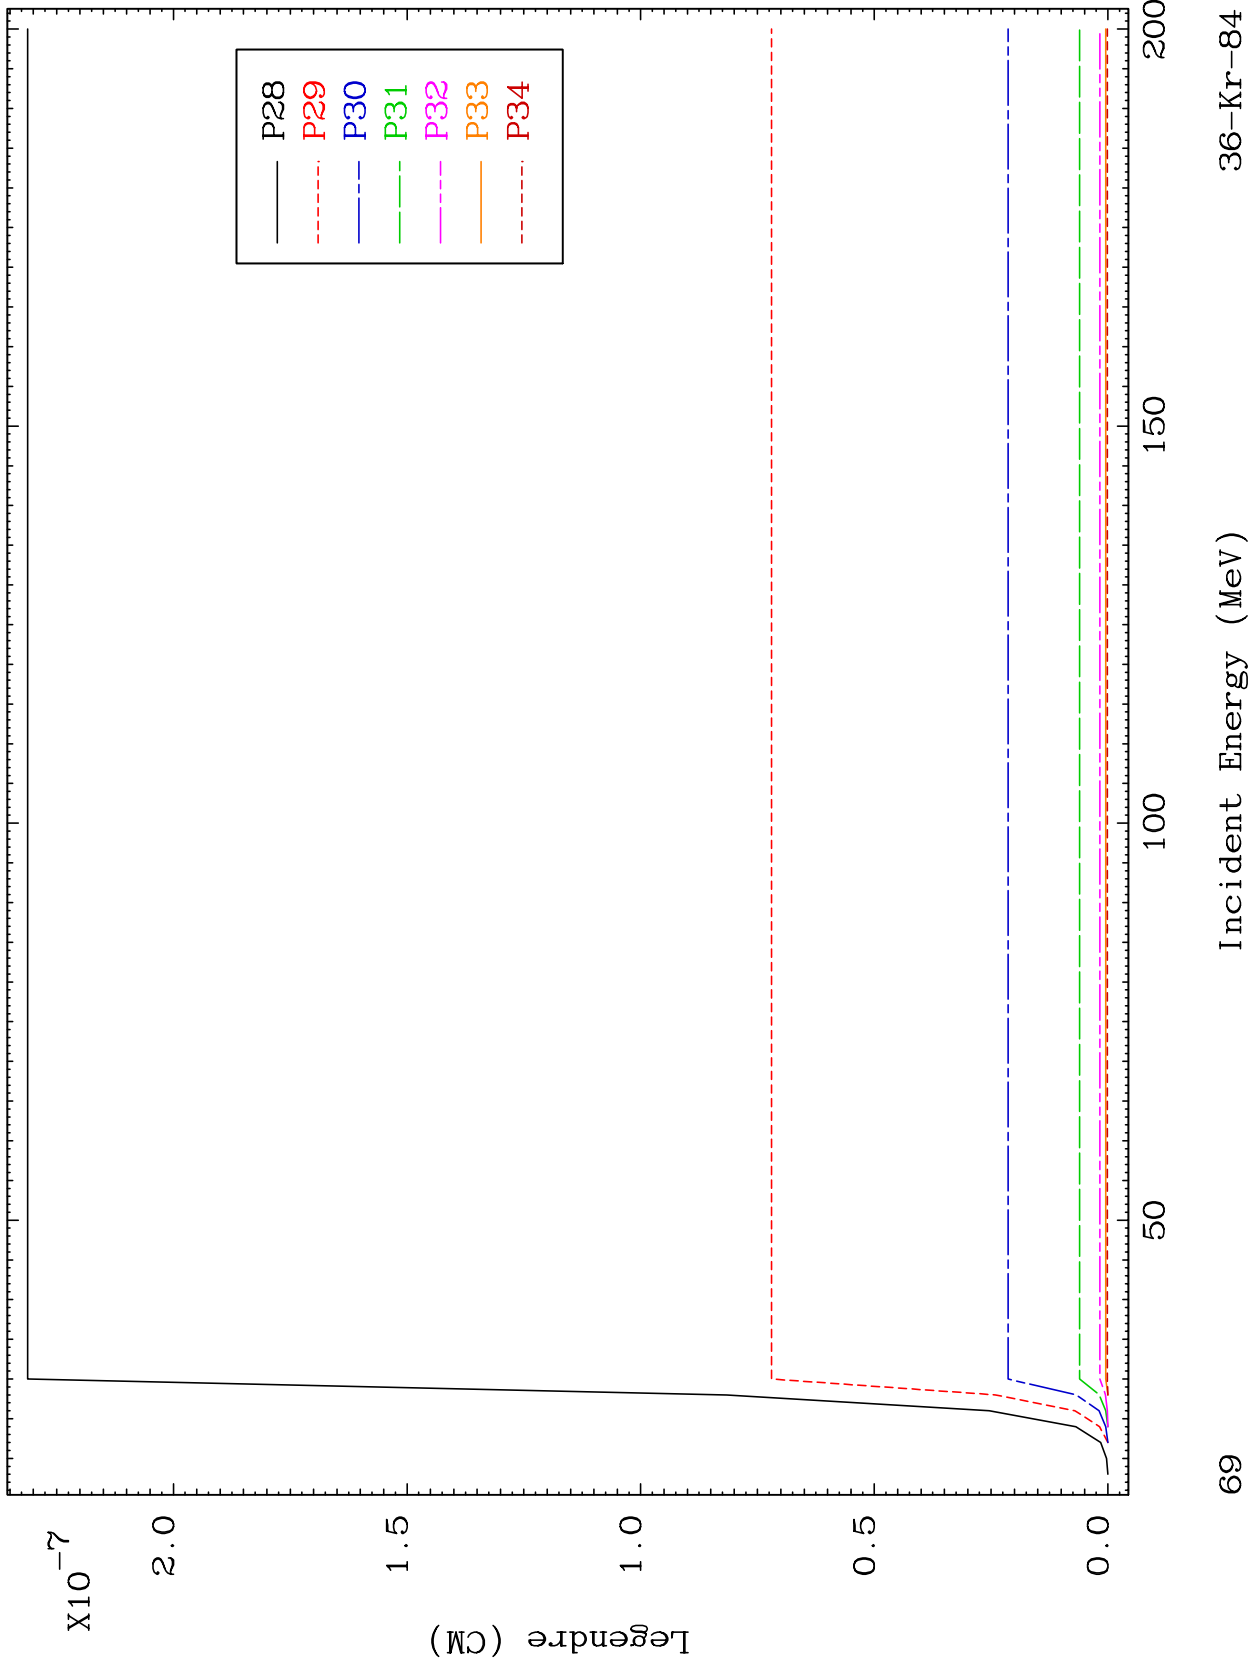 X10-7
2.0
1.5
1.0
0.5
0.0
Legendre (CM)
P28
P29
P30
P31
P32
P33
P34
50
100
150
200
69
Incident Energy (MeV)
36-Kr-84